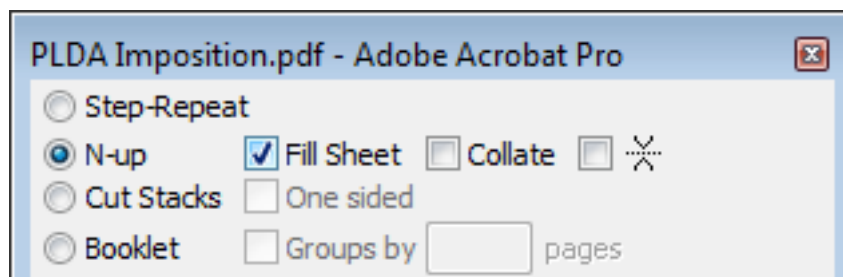 PLDA Imposition.pdf - Adobe Acrobat Pro
Step-Repeat
N-up Fill Sheet Collate
Cut Stacks One sided
Booklet Groups by pages